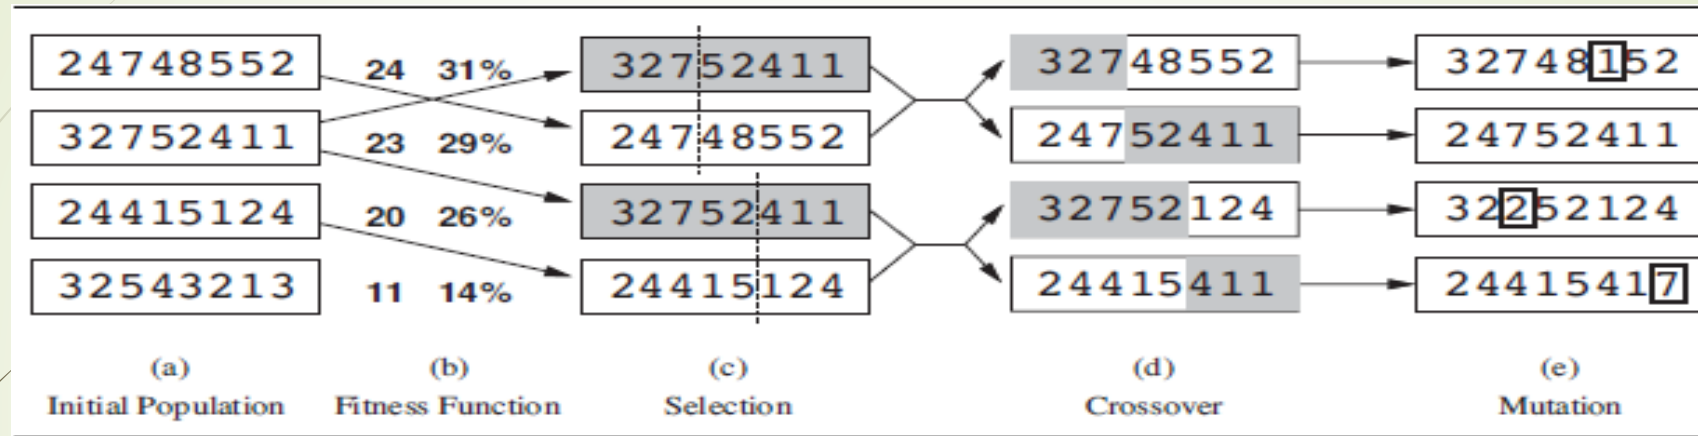 24748552 24 31% 32752411 32748552 32748152
32752411 23 29% 24748552 24752411 24752411
24415124 20 26% 32752411 32752124 32252124
32543213 11 14% 24415124 24415411 24415417
(a) (b) (c) (d) (e)
Initial Population Fitness Function Selection Crossover Mutation